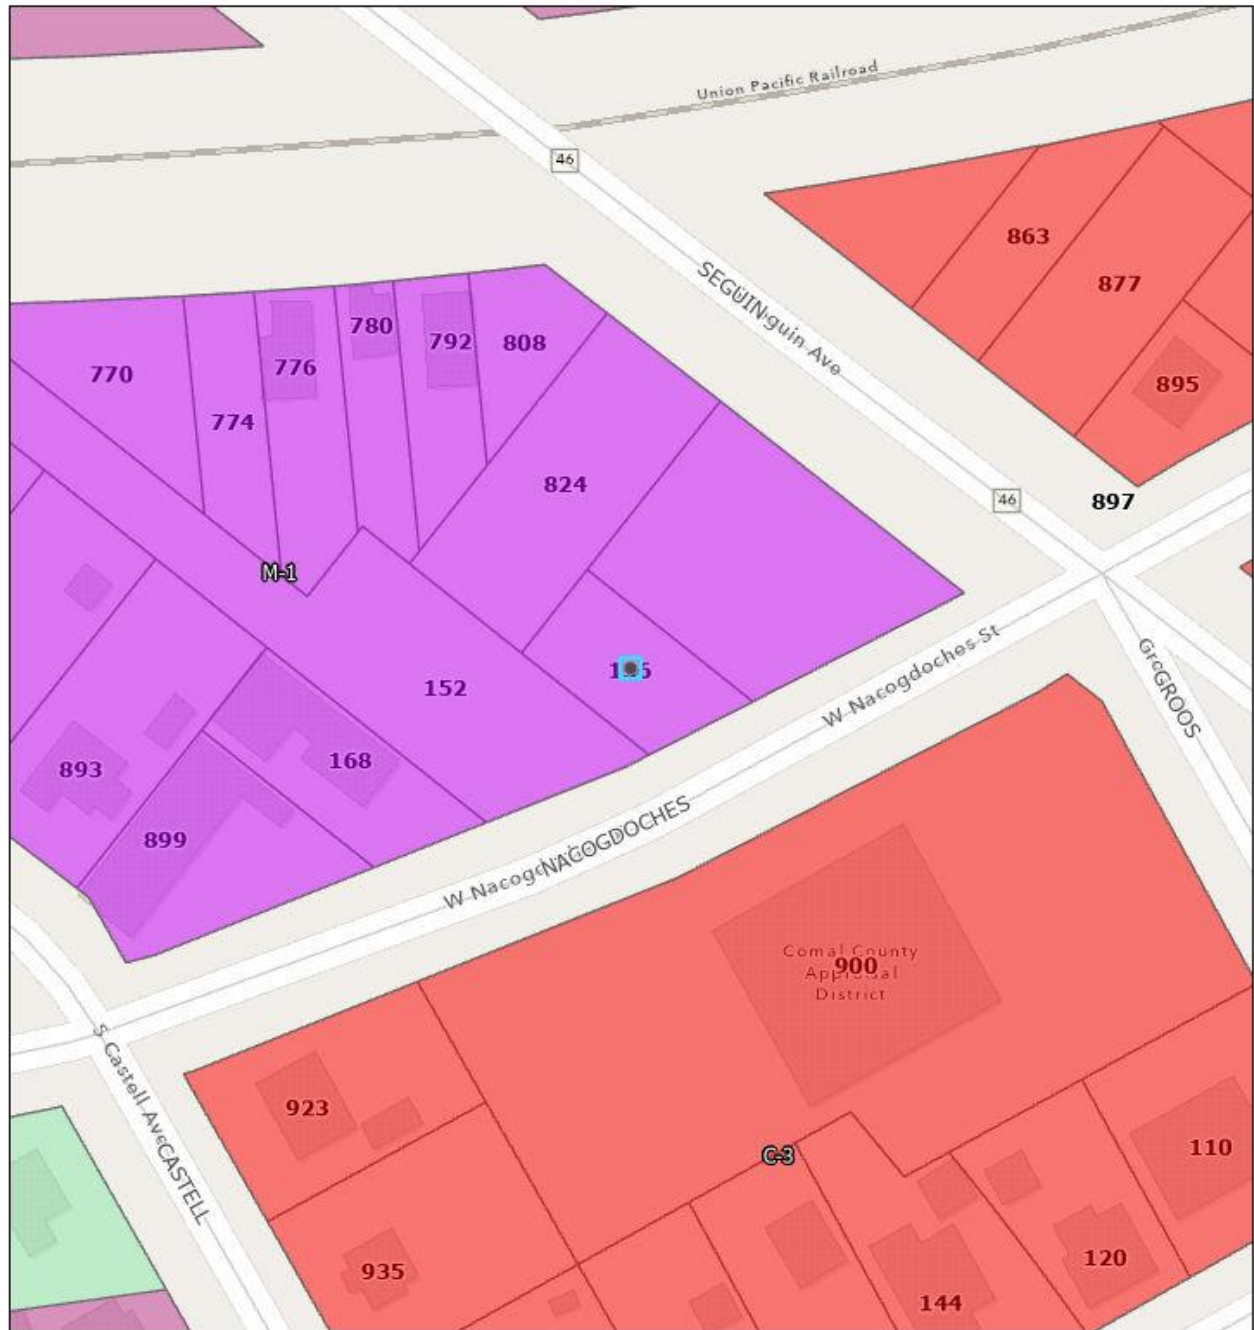 Union Pacific Railroad
46
863
877
SEGUIN
guin Ave
780
792
808
776
770
774
895
824
46
897
M-1
152
W Nacogdoches St
168
893
899
GROOS
NACOGDOCHES
W
Comal County
900
Appraisal
District
S Castell Ave
CASTELL
923
C-3
110
935
120
144